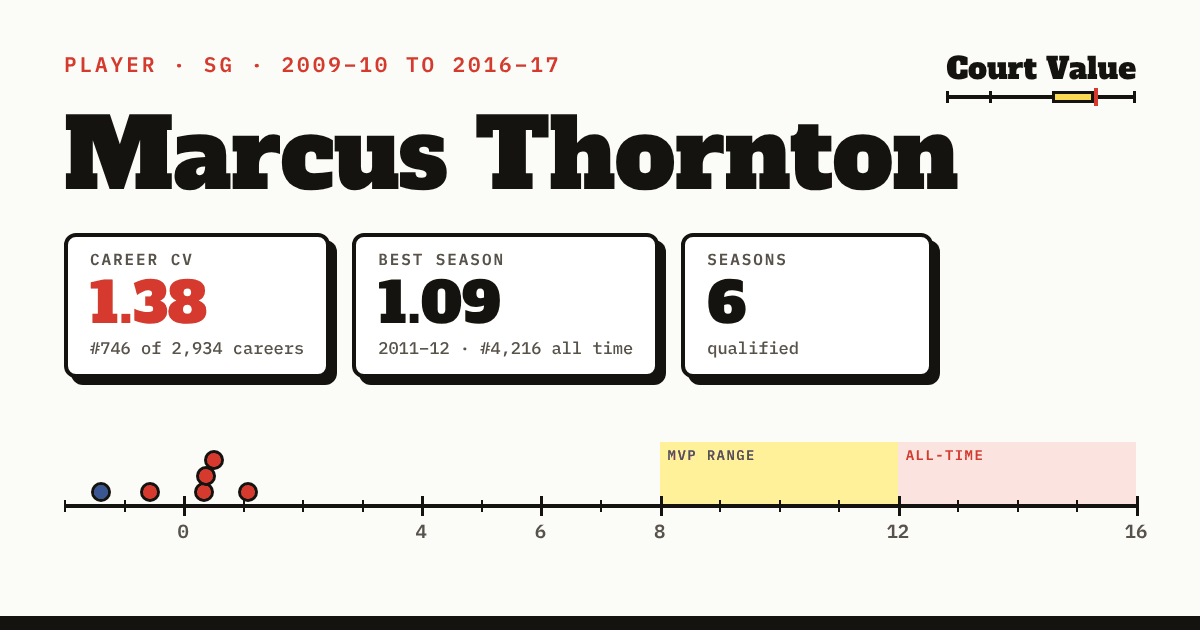 PLAYER · SG · 2009–10 TO 2016–17
Court Value
Marcus Thornton
CAREER CV
1.38
#746 of 2,934 careers
BEST SEASON
1.09
2011–12 · #4,216 all time
SEASONS
6
qualified
MVP RANGE
ALL-TIME
0 4 6 8 12 16